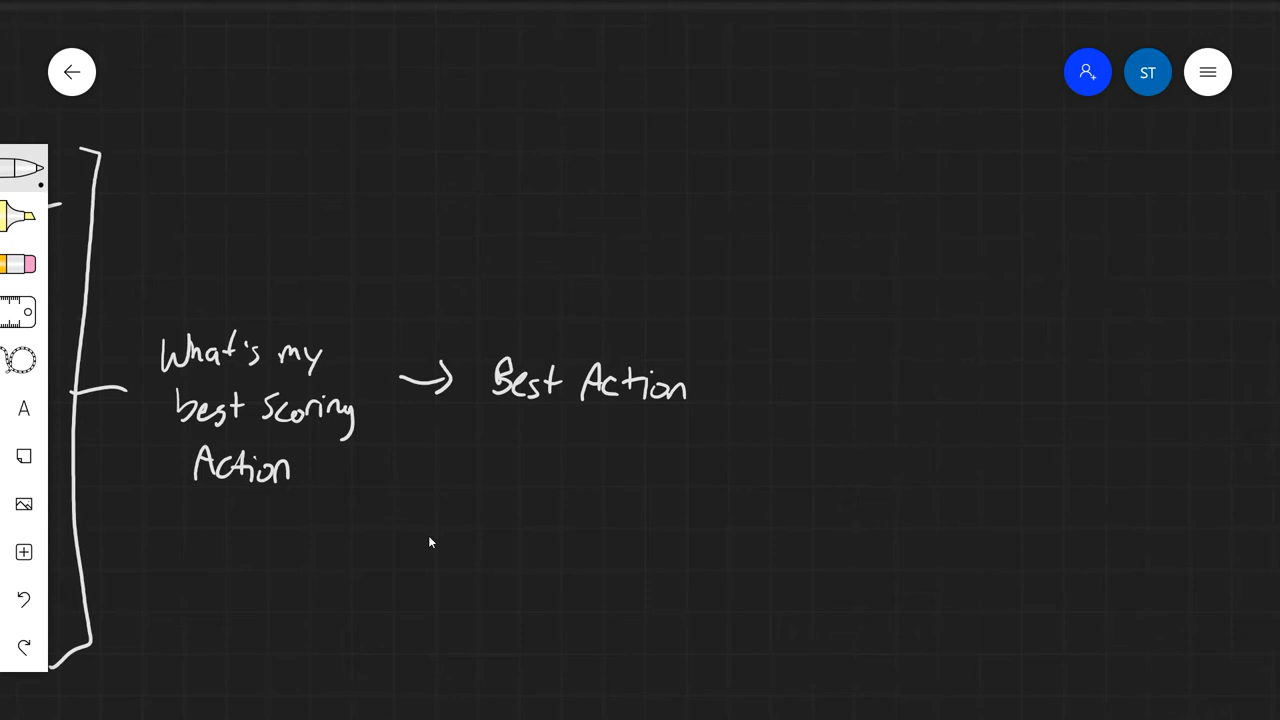 ST
What's my
best scoring
Action
→ Best Action
A